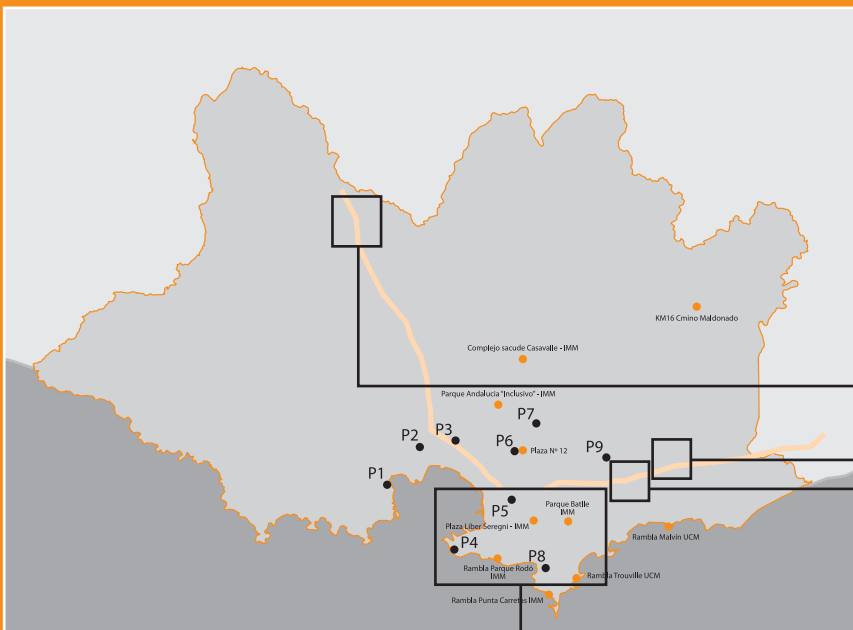 KM16 Cmino Maldonado
Complejo sacude Casavalle - IMM
Parque Andalucia "Inclusivo" - IMM
P7
P2
P3
P6
Plaza Nº 12
P9
P1
P5
Parque Batlle
IMM
Plaza Liber Seregni - IMM
Rambla Malvin UCM
P4
P8
Rambla Parque Rodó
IMM
Rambla Trouville UCM
Rambla Punta Carretas IMM